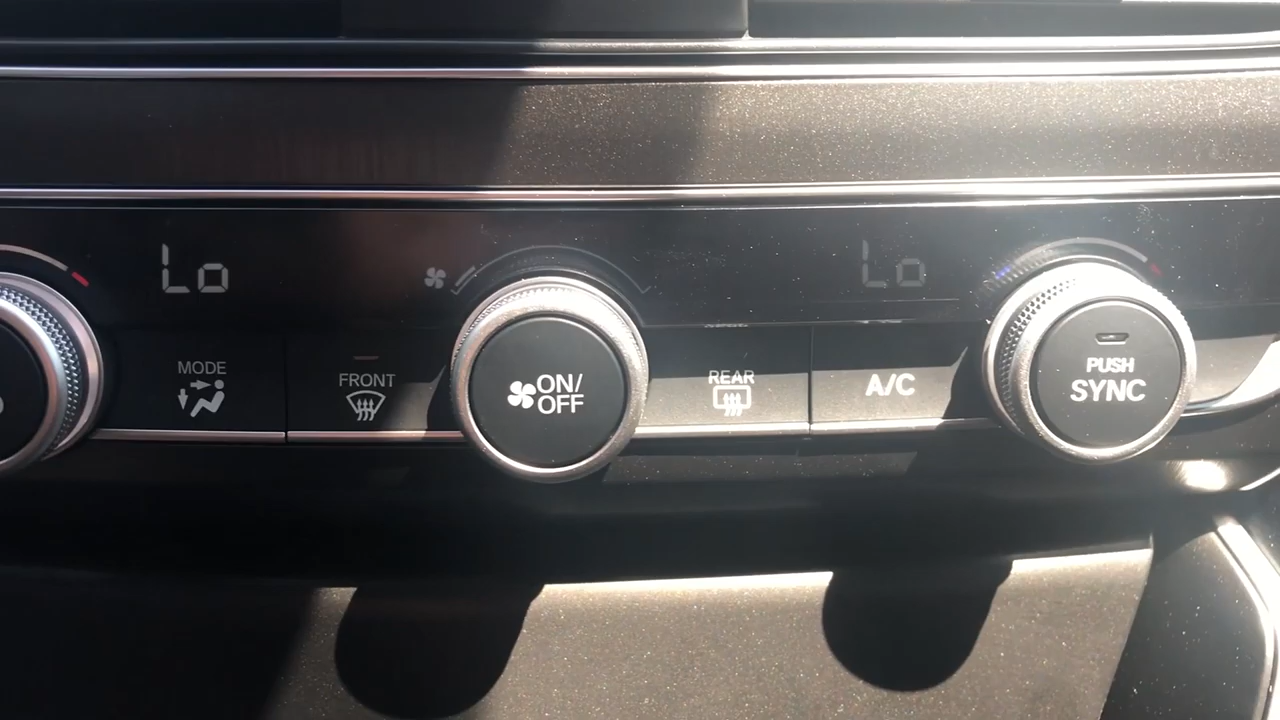 Lo
Lo
MODE
FRONT
ON/
OFF
REAR
A/C
PUSH
SYNC